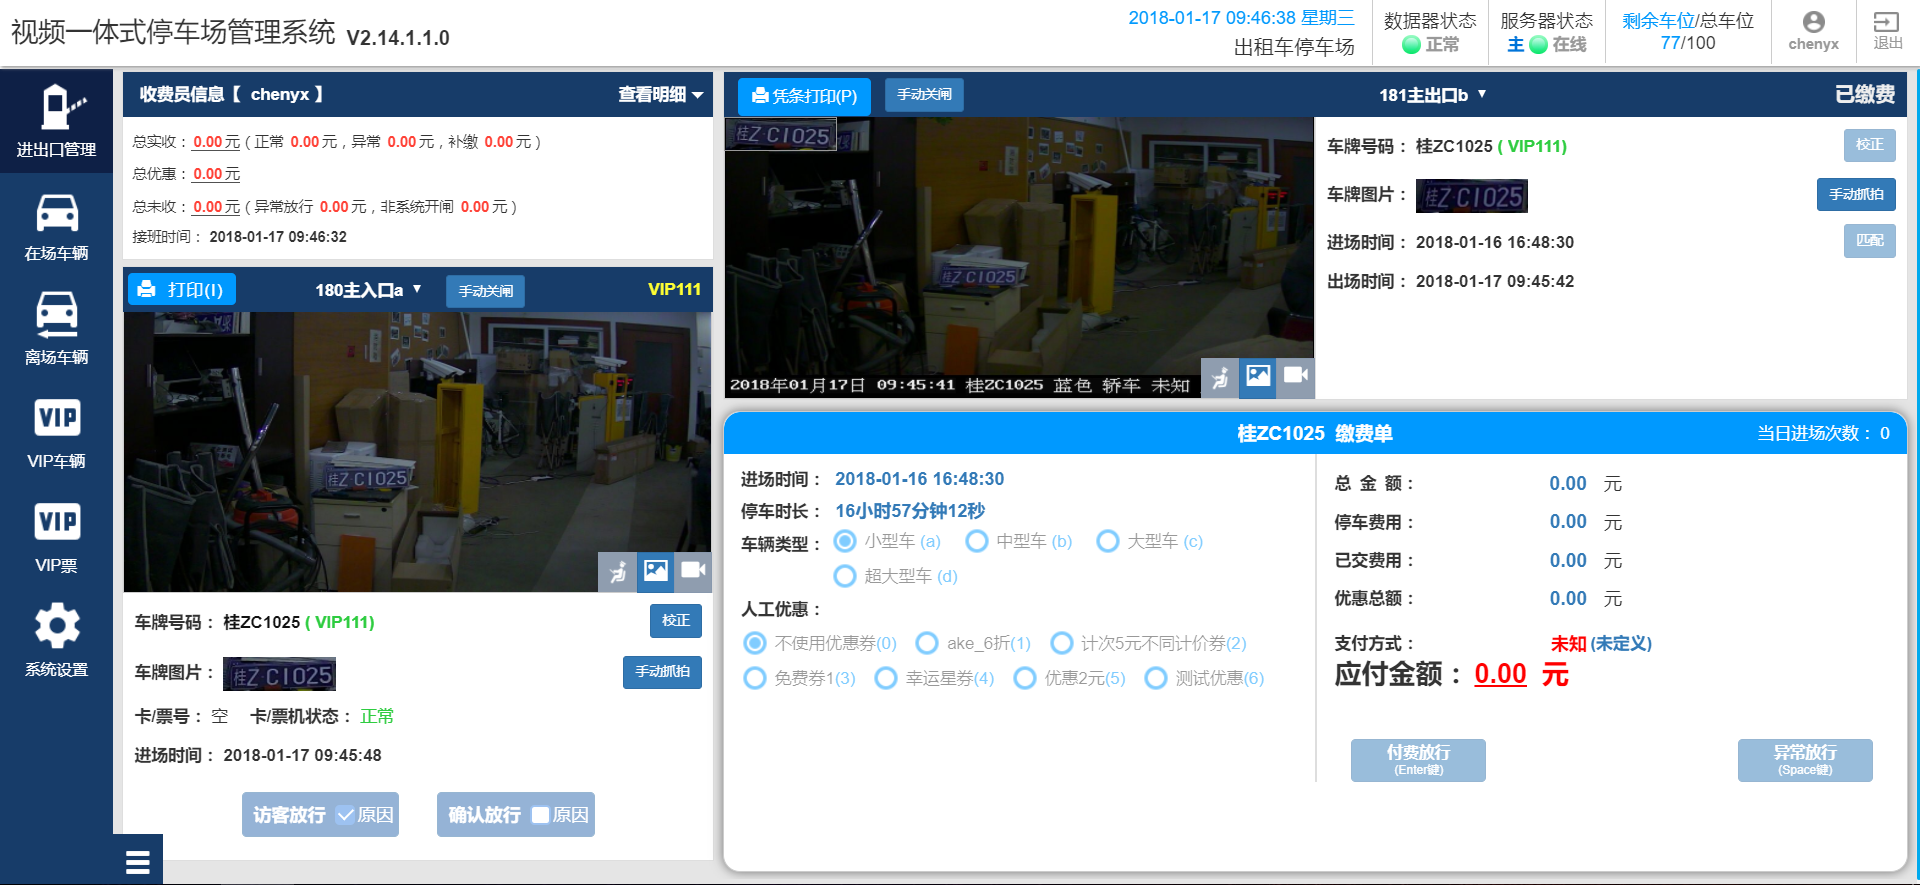 视频一体式停车场管理系统 V2.14.1.1.0
2018-01-17 09:46:38 星期三
出租车停车场
数据器状态
正常
服务器状态
主 在线
剩余车位/总车位
77/100
chenyx
退出
进出口管理
在场车辆
离场车辆
VIP
VIP车辆
VIP
VIP票
系统设置
收费员信息【 chenyx 】 查看明细
总实收： 0.00 元 ( 正常 0.00 元 , 异常 0.00 元 , 补缴 0.00 元 )
总优惠： 0.00 元
总未收： 0.00 元 ( 异常放行 0.00 元 , 非系统开闸 0.00 元 )
接班时间： 2018-01-17 09:46:32
打印(I) 180主入口a ▼ 手动关闸 VIP111
桂Z·C1025
车牌号码： 桂ZC1025 ( VIP111) 校正
车牌图片： 桂Z·C1025 手动抓拍
卡/票号： 空 卡/票机状态： 正常
进场时间： 2018-01-17 09:45:48
访客放行 原因 确认放行 原因
凭条打印(P) 手动关闸 181主出口b ▼ 已缴费
桂Z·C1025
桂Z·C1025
2018年01月17日 09:45:41 桂ZC1025 蓝色 轿车 未知
车牌号码： 桂ZC1025 ( VIP111) 校正
车牌图片： 桂Z·C1025 手动抓拍
进场时间： 2018-01-16 16:48:30 匹配
出场时间： 2018-01-17 09:45:42
桂ZC1025 缴费单 当日进场次数： 0
进场时间： 2018-01-16 16:48:30
停车时长： 16小时57分钟12秒
车辆类型： 小型车 (a) 中型车 (b) 大型车 (c)
超大型车 (d)
人工优惠：
不使用优惠券(0) ake_6折(1) 计次5元不同计价券(2)
免费券1(3) 幸运星券(4) 优惠2元(5) 测试优惠(6)
总 金 额： 0.00 元
停车费用： 0.00 元
已交费用： 0.00 元
优惠总额： 0.00 元
支付方式： 未知 (未定义)
应付金额： 0.00 元
付费放行
(Enter键)
异常放行
(Space键)